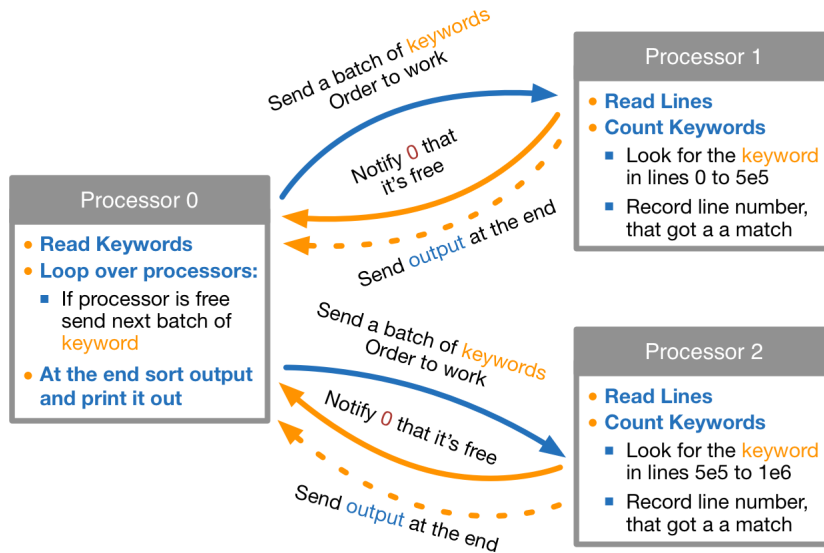 Processor 0
Read Keywords
Loop over processors:
If processor is free
send next batch of
keyword
At the end sort output
and print it out
Send a batch of keywords
Order to work
Notify 0 that
it's free
Send output at the end
Processor 1
Read Lines
Count Keywords
Look for the keyword
in lines 0 to 5e5
Record line number,
that got a a match
Send a batch of keywords
Order to work
Notify 0 that it's free
Send output at the end
Processor 2
Read Lines
Count Keywords
Look for the keyword
in lines 5e5 to 1e6
Record line number,
that got a a match